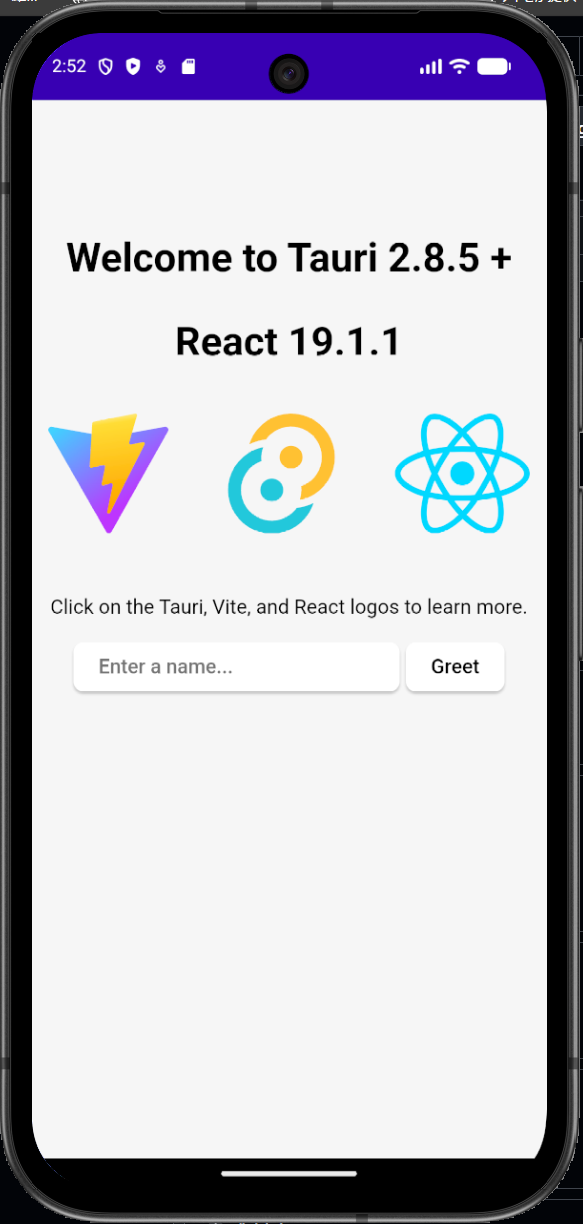 2:52
Welcome to Tauri 2.8.5 +
React 19.1.1
Click on the Tauri, Vite, and React logos to learn more.
Enter a name...
Greet